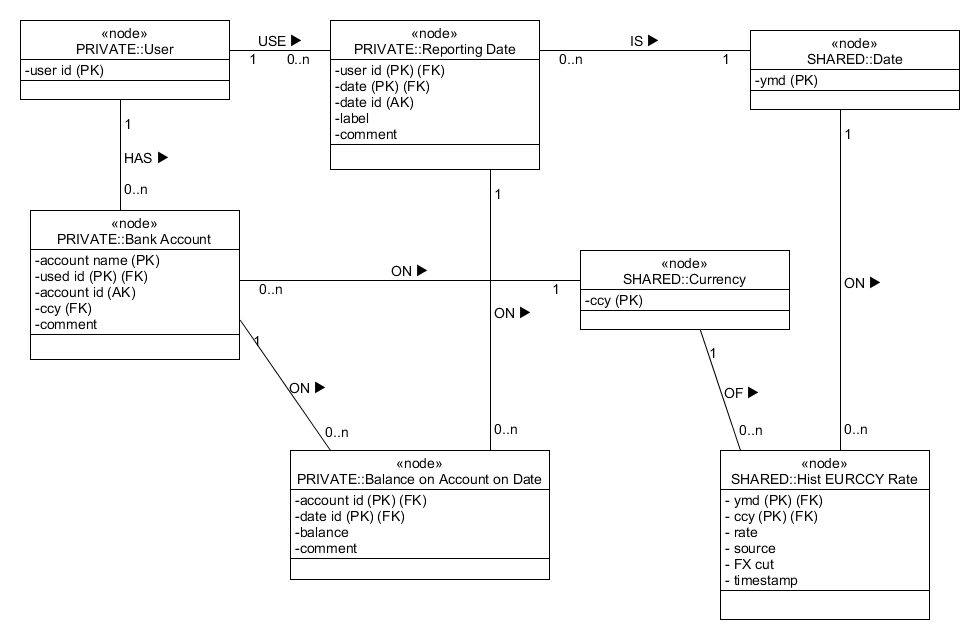 «node»
PRIVATE::User
-user id (PK)
USE ▶
1
0..n
«node»
PRIVATE::Reporting Date
-user id (PK) (FK)
-date (PK) (FK)
-date id (AK)
-label
-comment
IS ▶
0..n
1
«node»
SHARED::Date
-ymd (PK)
1
HAS ▶
0..n
1
1
«node»
PRIVATE::Bank Account
-account name (PK)
-used id (PK) (FK)
-account id (AK)
-ccy (FK)
-comment
ON ▶
0..n
1
«node»
SHARED::Currency
-ccy (PK)
ON ▶
ON ▶
1
ON ▶
0..n
0..n
1
OF ▶
0..n
0..n
«node»
PRIVATE::Balance on Account on Date
-account id (PK) (FK)
-date id (PK) (FK)
-balance
-comment
«node»
SHARED::Hist EURCCY Rate
- ymd (PK) (FK)
- ccy (PK) (FK)
- rate
- source
- FX cut
- timestamp